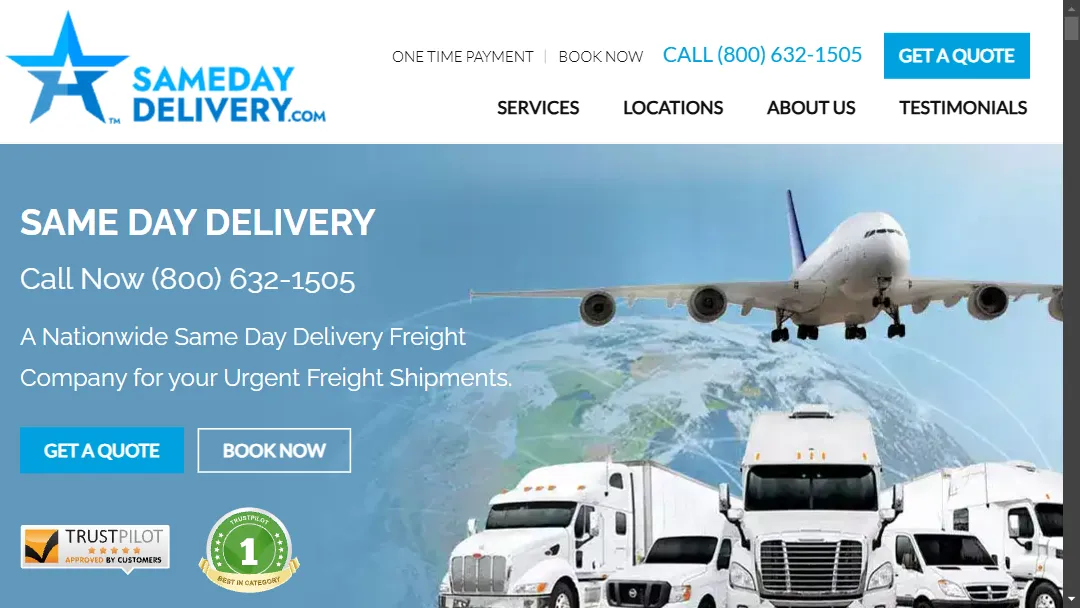 SAMEDAY
DELIVERY.COM
TM
ONE TIME PAYMENT
BOOK NOW
CALL (800) 632-1505
GET A QUOTE
SERVICES
LOCATIONS
ABOUT US
TESTIMONIALS
SAME DAY DELIVERY
Call Now (800) 632-1505
A Nationwide Same Day Delivery Freight
Company for your Urgent Freight Shipments.
GET A QUOTE
BOOK NOW
TRUSTPILOT
APPROVED BY CUSTOMERS
TRUSTPILOT
1
BEST IN CATEGORY